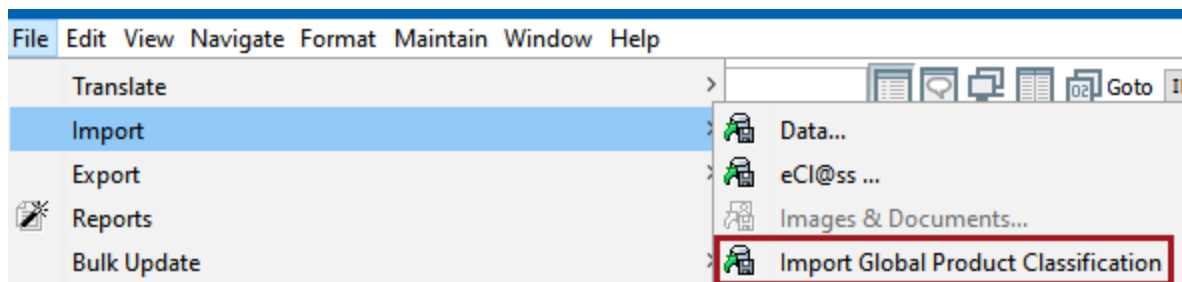 File Edit View Navigate Format Maintain Window Help
Translate
Goto
Import
Data...
Export
eCl@ss ...
Reports
Images & Documents...
Bulk Update
Import Global Product Classification